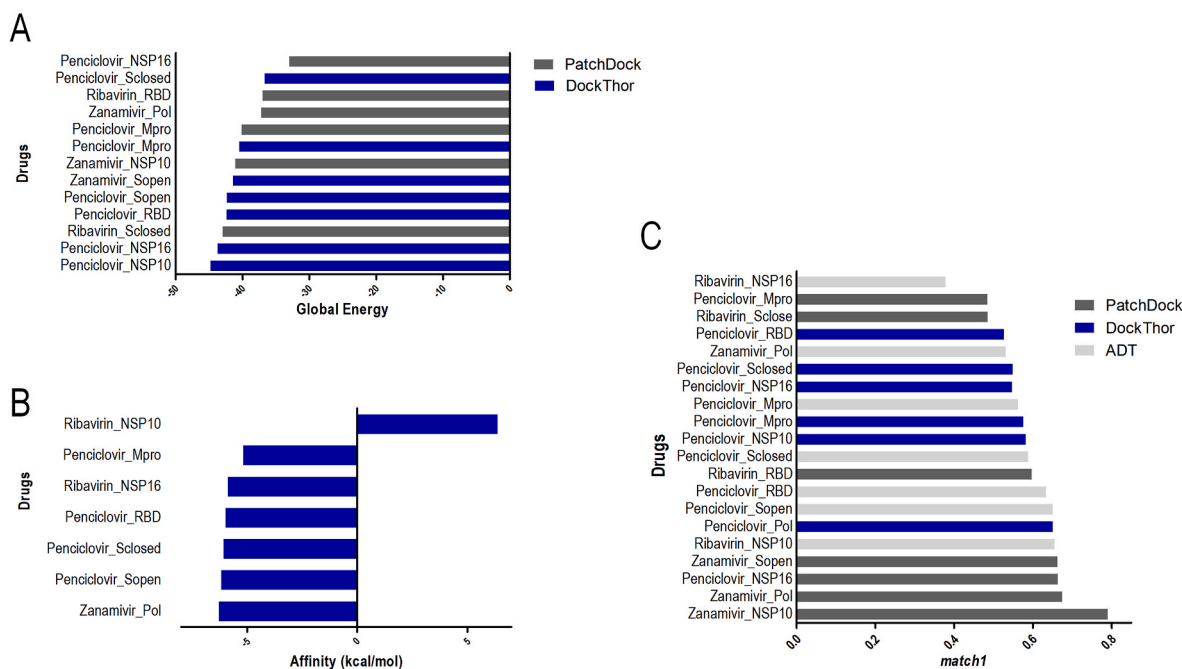 A
Penciclovir_NSP16
Penciclovir_Sclosed
Ribavirin_RBD
Zanamivir_Pol
Penciclovir_Mpro
Penciclovir_Mpro
Zanamivir_NSP10
Zanamivir_Sopen
Penciclovir_Sopen
Penciclovir_RBD
Ribavirin_Sclosed
Penciclovir_NSP16
Penciclovir_NSP10
Drugs
-50 -40 -30 -20 -10 0
Global Energy
PatchDock
DockThor
B
Ribavirin_NSP10
Penciclovir_Mpro
Ribavirin_NSP16
Penciclovir_RBD
Penciclovir_Sclosed
Penciclovir_Sopen
Zanamivir_Pol
Drugs
-5 0 5
Affinity (kcal/mol)
C
Ribavirin_NSP16
Penciclovir_Mpro
Ribavirin_Sclose
Penciclovir_RBD
Zanamivir_Pol
Penciclovir_Sclosed
Penciclovir_NSP16
Penciclovir_Mpro
Penciclovir_Mpro
Penciclovir_NSP10
Penciclovir_Sclosed
Ribavirin_RBD
Penciclovir_RBD
Penciclovir_Sopen
Penciclovir_Pol
Ribavirin_NSP10
Zanamivir_Sopen
Penciclovir_NSP16
Zanamivir_Pol
Zanamivir_NSP10
Drugs
0.0 0.2 0.4 0.6 0.8
match1
PatchDock
DockThor
ADT